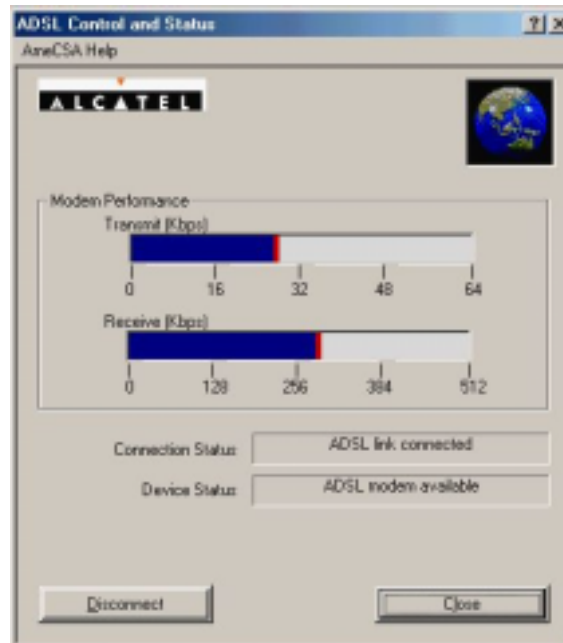 ADSL Control and Status
AmeCSA Help
ALCATEL
Modem Performance
Transmit (Kbps)
0 16 32 48 64
Receive (Kbps)
0 128 256 384 512
Connection Status: ADSL link connected
Device Status: ADSL modem available
Disconnect Close